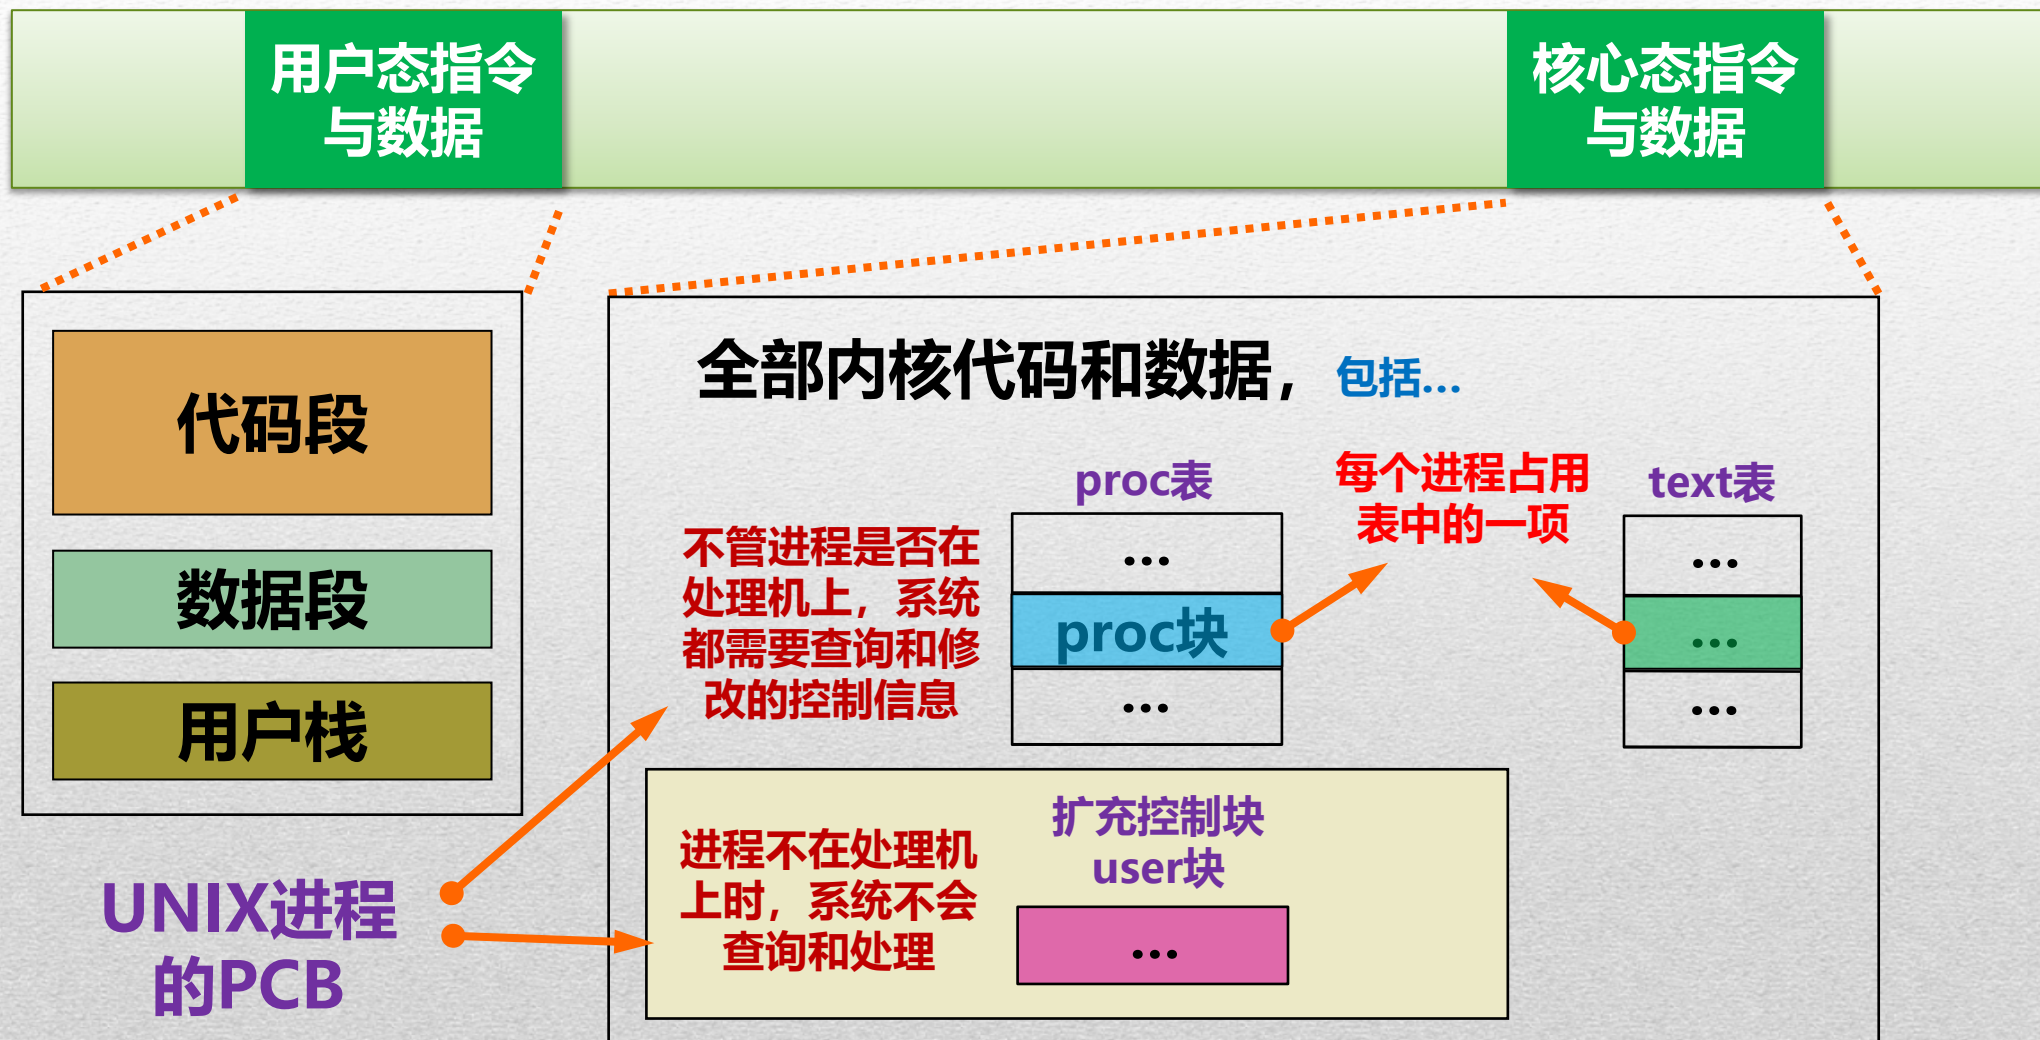 用户态指令
与数据
核心态指令
与数据
代码段
数据段
用户栈
UNIX进程
的PCB
全部内核代码和数据，包括…
proc表
每个进程占用
表中的一项
text表
不管进程是否在
处理机上，系统
都需要查询和修
改的控制信息
…
proc块
…
…
…
…
进程不在处理机
上时，系统不会
查询和处理
扩充控制块
user块
…